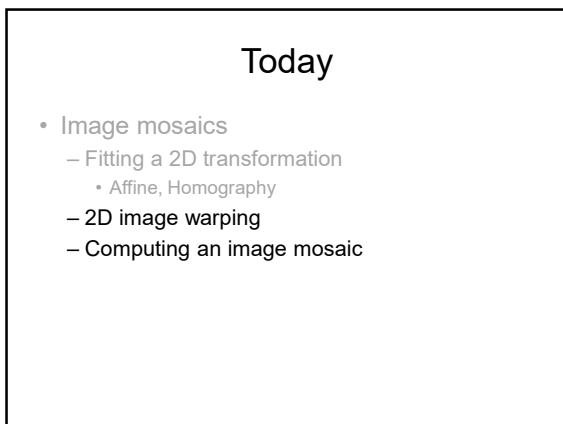 Today
• Image mosaics
– Fitting a 2D transformation
• Affine, Homography
– 2D image warping
– Computing an image mosaic